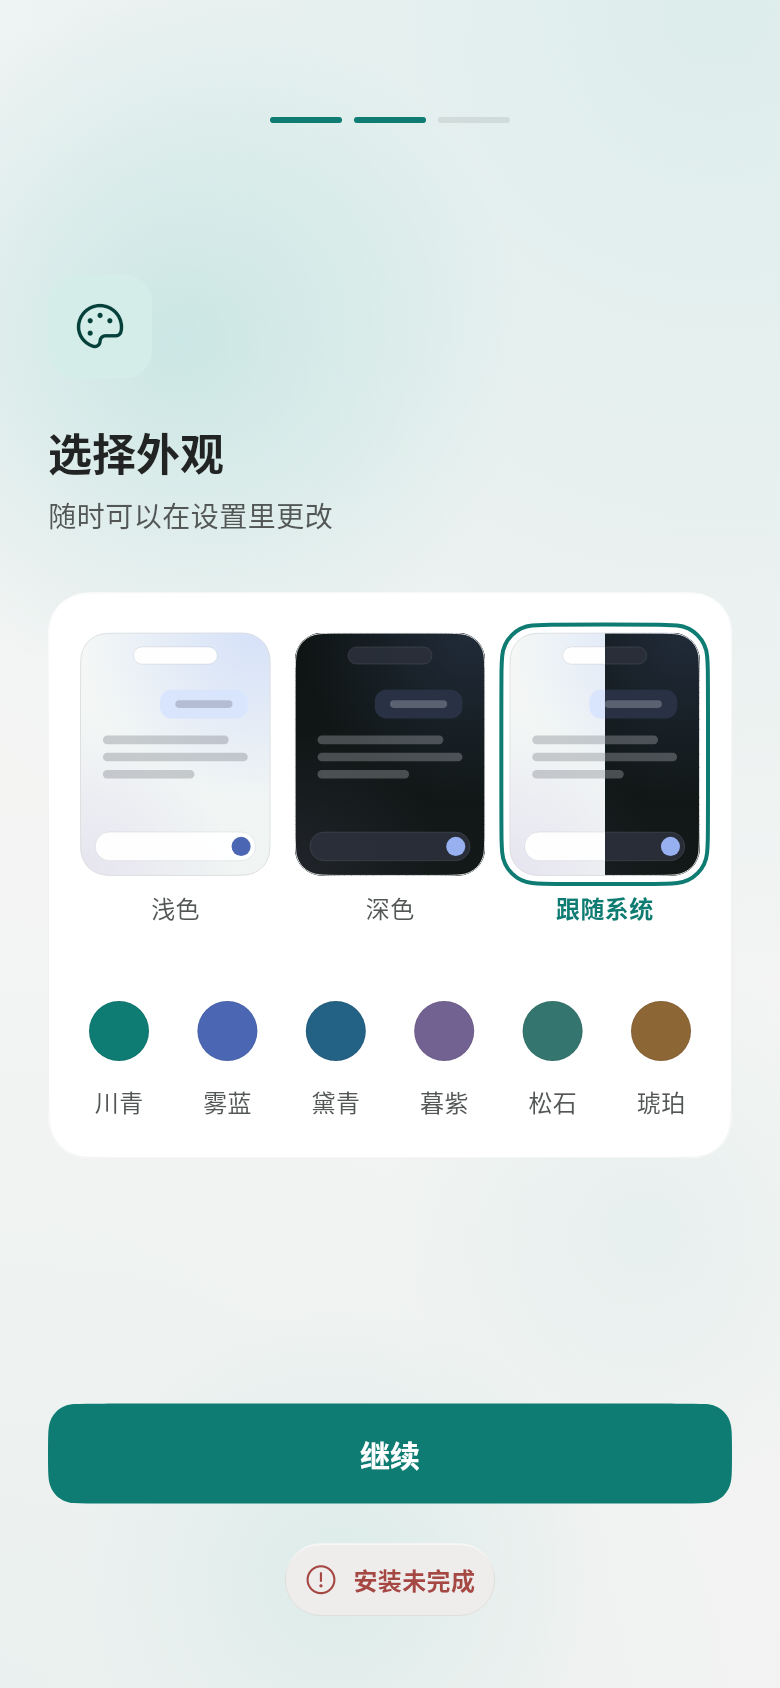 选择外观
随时可以在设置里更改
浅色
深色
跟随系统
川青
雾蓝
黛青
暮紫
松石
琥珀
继续
安装未完成